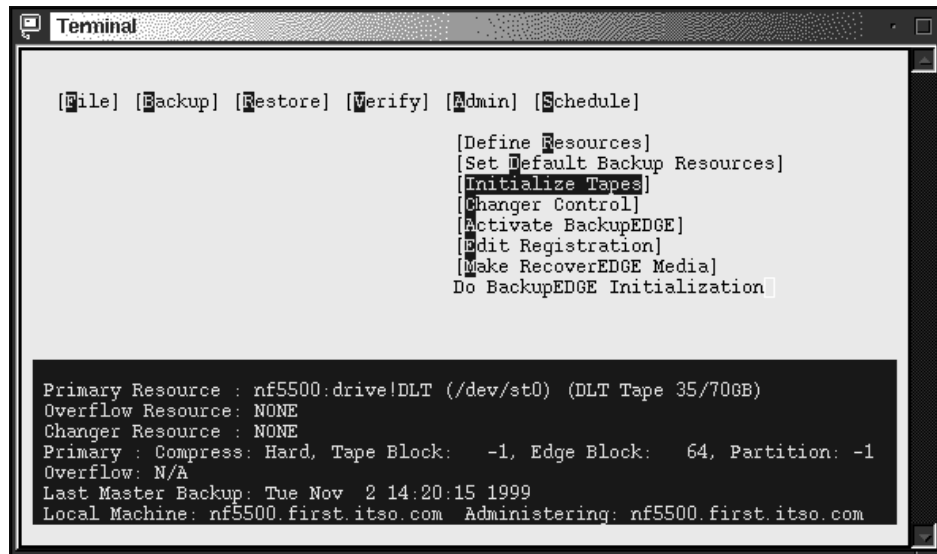 Terminal
[File] [Backup] [Restore] [Verify] [Admin] [Schedule]
[Define Resources]
[Set Default Backup Resources]
[Initialize Tapes]
[Changer Control]
[Activate BackupEDGE]
[Edit Registration]
[Make RecoverEDGE Media]
Do BackupEDGE Initialization
Primary Resource : nf5500:drive!DLT (/dev/st0) (DLT Tape 35/70GB)
Overflow Resource: NONE
Changer Resource : NONE
Primary : Compress: Hard, Tape Block:   -1, Edge Block:   64, Partition: -1
Overflow: N/A
Last Master Backup: Tue Nov  2 14:20:15 1999
Local Machine: nf5500.first.itso.com  Administering: nf5500.first.itso.com